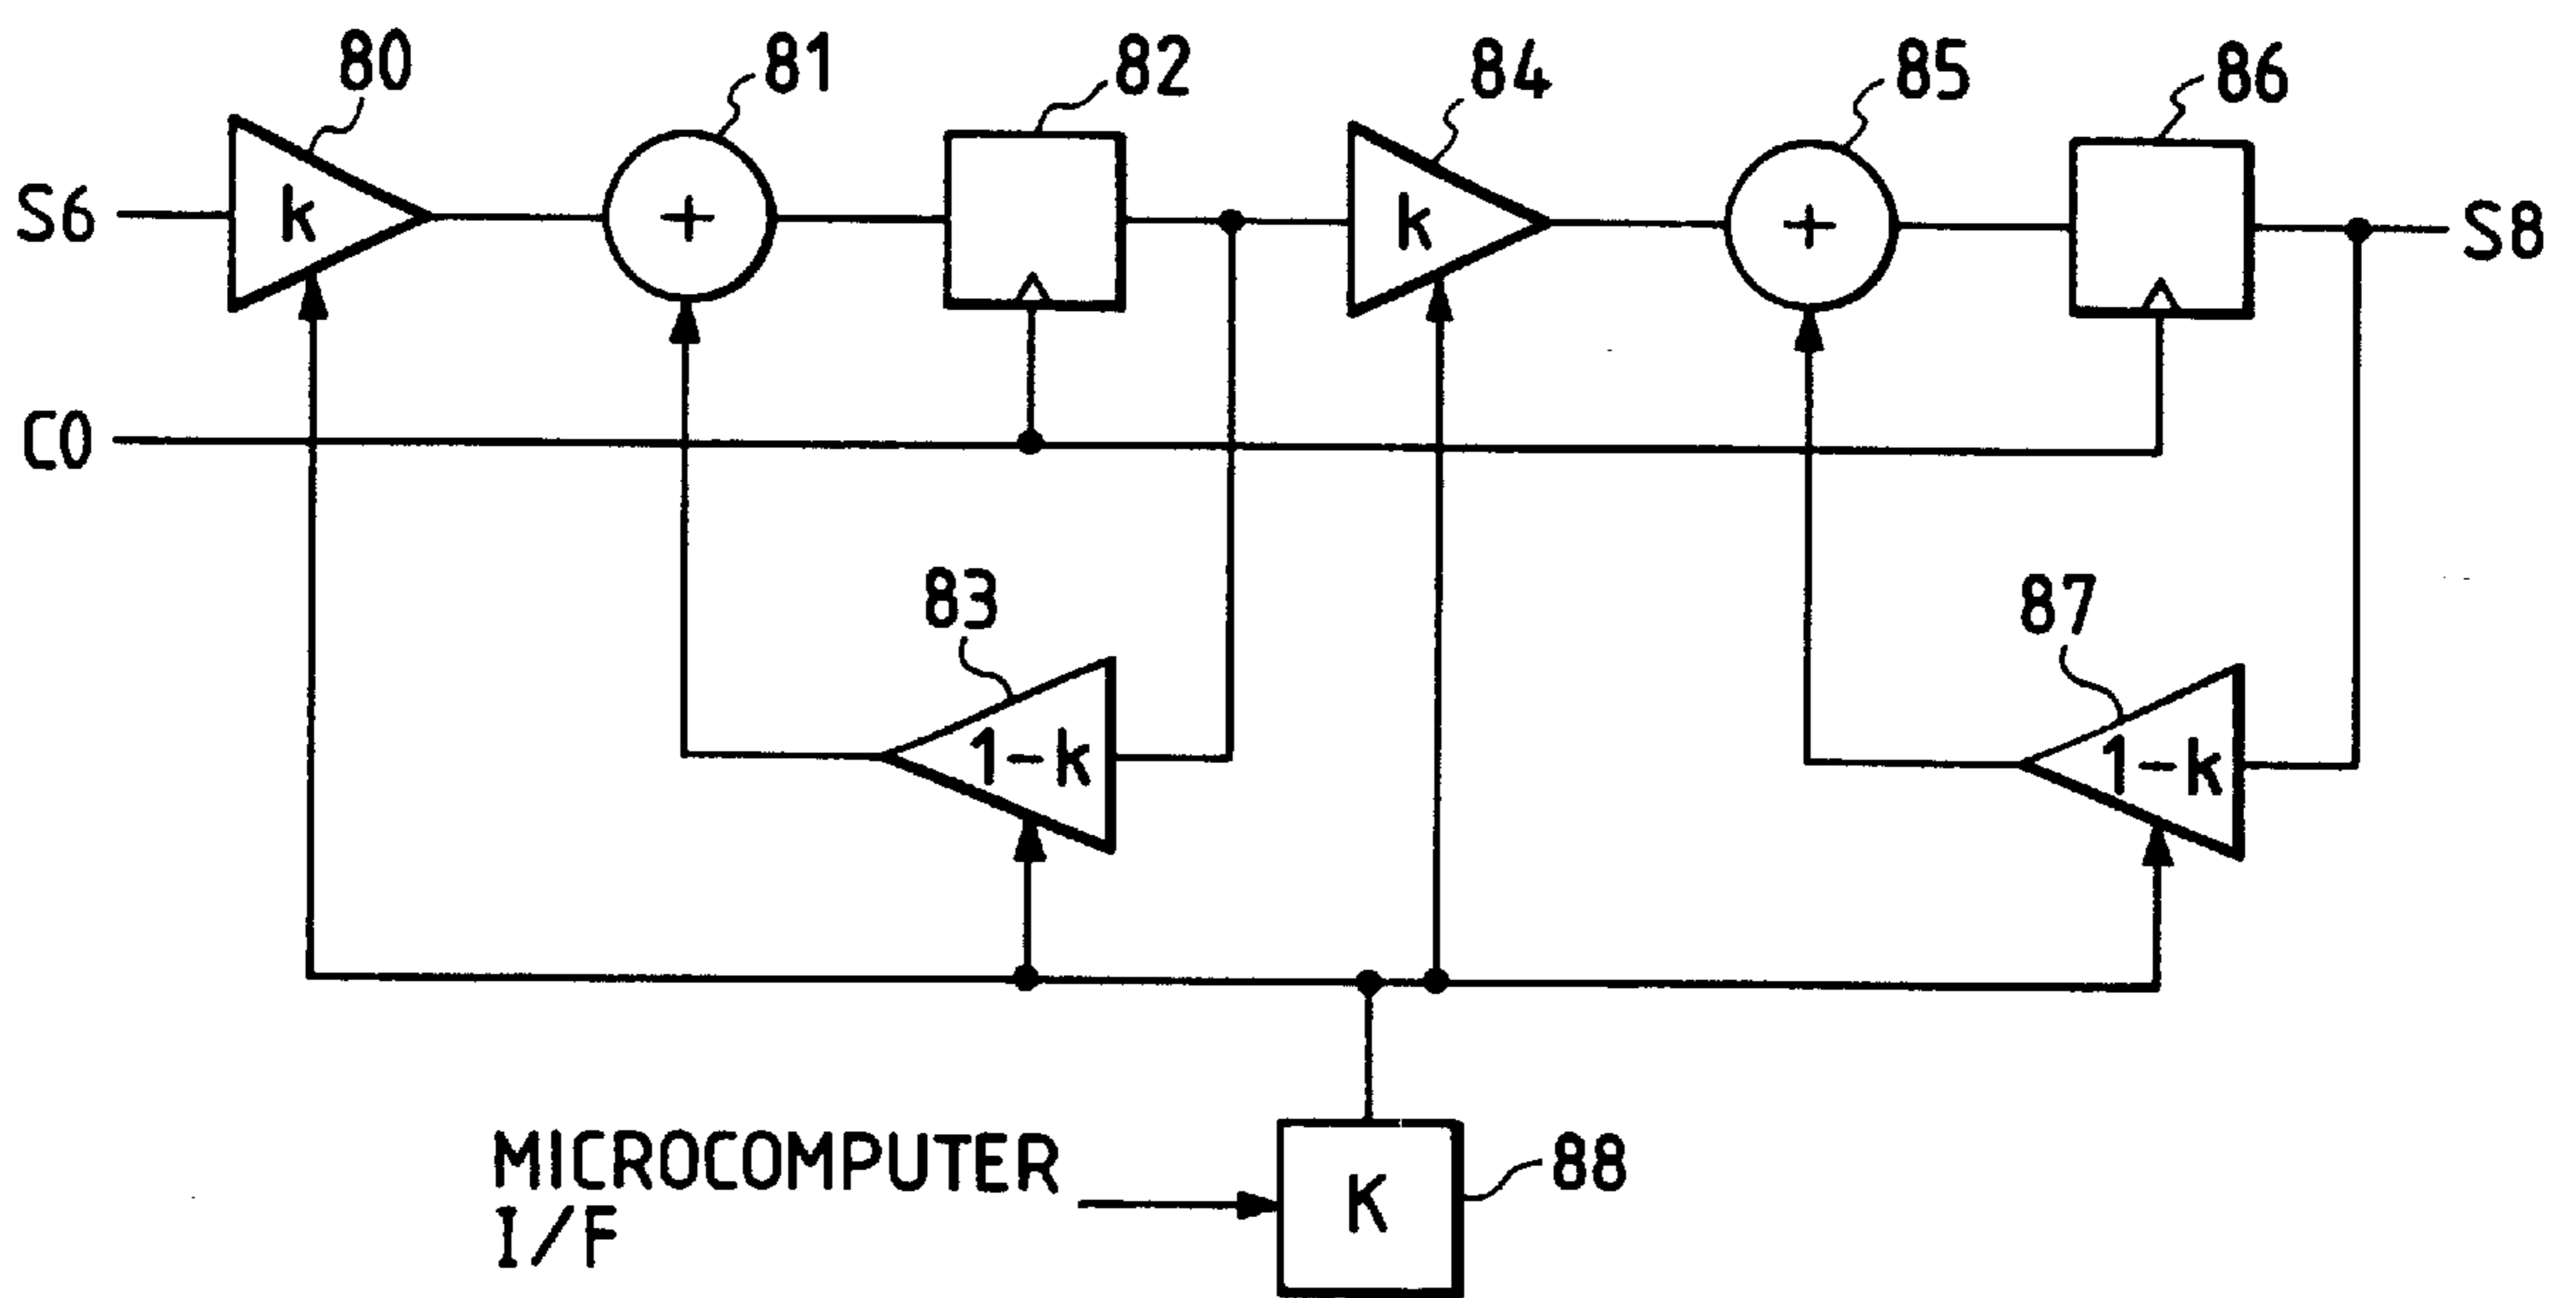 80
81
82
84
85
86
S6
k
+
k
+
S8
C0
83
87
1-k
1-k
MICROCOMPUTER
I/F
K
88